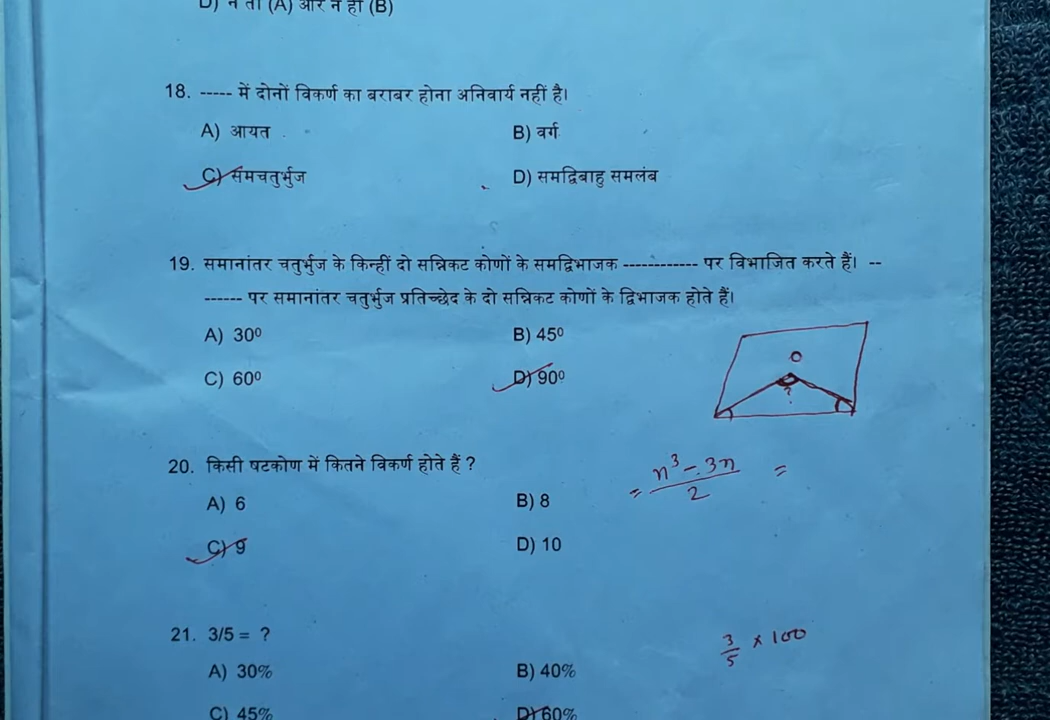 D) न तो (A) और न ही (B)
18. ----- में दोनों विकर्ण का बराबर होना अनिवार्य नहीं है।
A) आयत
B) वर्ग
C) समचतुर्भुज
D) समद्विबाहु समलंब
19. समानांतर चतुर्भुज के किन्हीं दो सन्निकट कोणों के समद्विभाजक ------------ पर विभाजित करते हैं। --
------ पर समानांतर चतुर्भुज प्रतिच्छेद के दो सन्निकट कोणों के द्विभाजक होते हैं।
A) 30⁰
B) 45⁰
C) 60⁰
D) 90⁰
O
?
20. किसी षटकोण में कितने विकर्ण होते हैं ?
= n³ - 3n / 2 =
A) 6
B) 8
C) 9
D) 10
21. 3/5 = ?
3/5 × 100
A) 30%
B) 40%
C) 45%
D) 60%